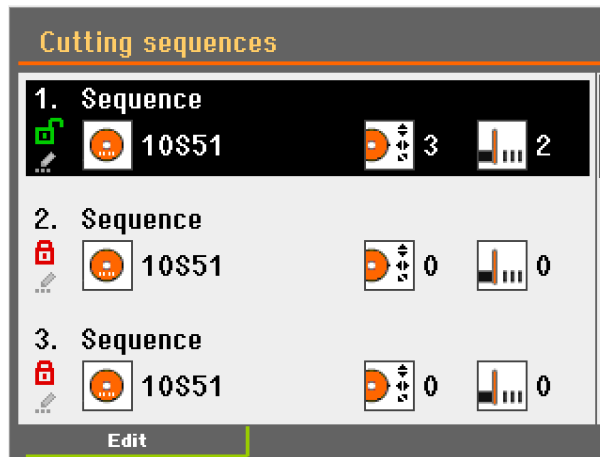 Cutting sequences
1. Sequence
10S51 3 2
2. Sequence
10S51 0 0
3. Sequence
10S51 0 0
Edit